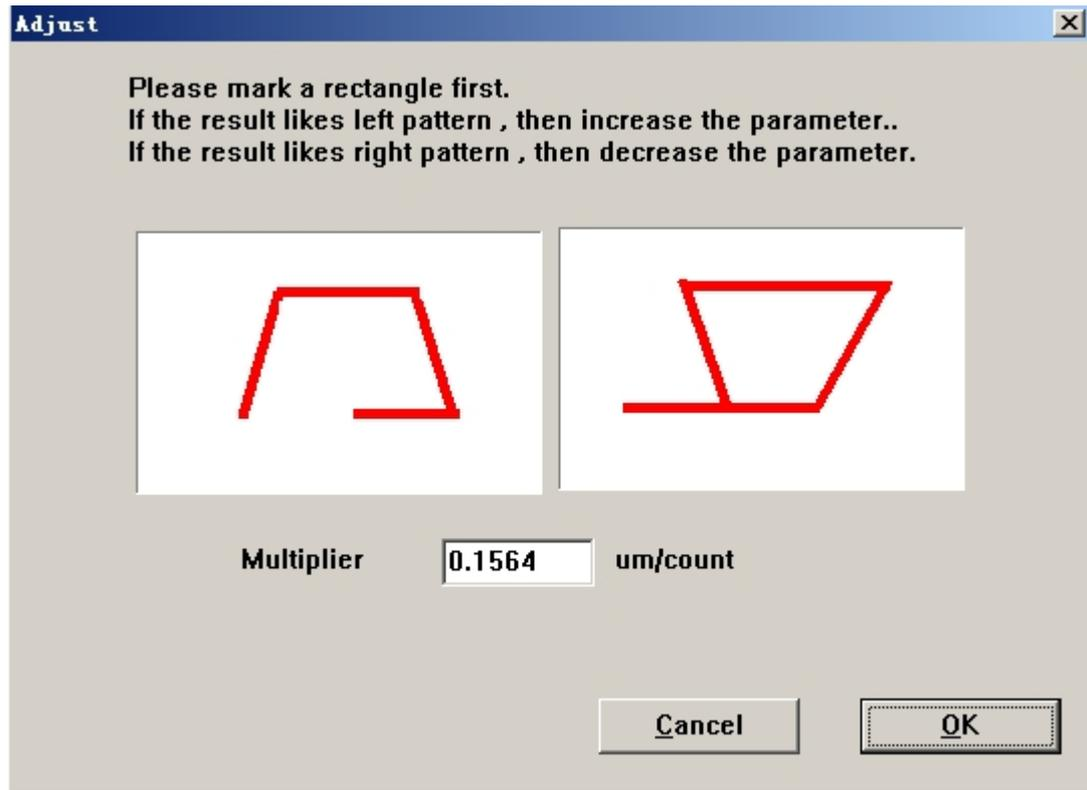 Adjust
Please mark a rectangle first.
If the result likes left pattern , then increase the parameter..
If the result likes right pattern , then decrease the parameter.
Multiplier 0.1564 um/count
Cancel OK